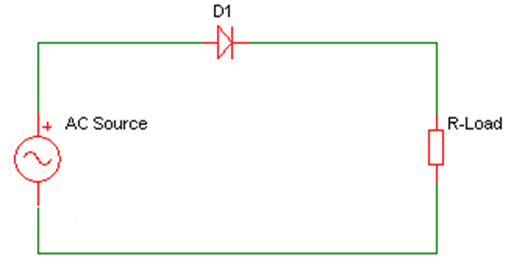 D1
+ AC Source
R-Load